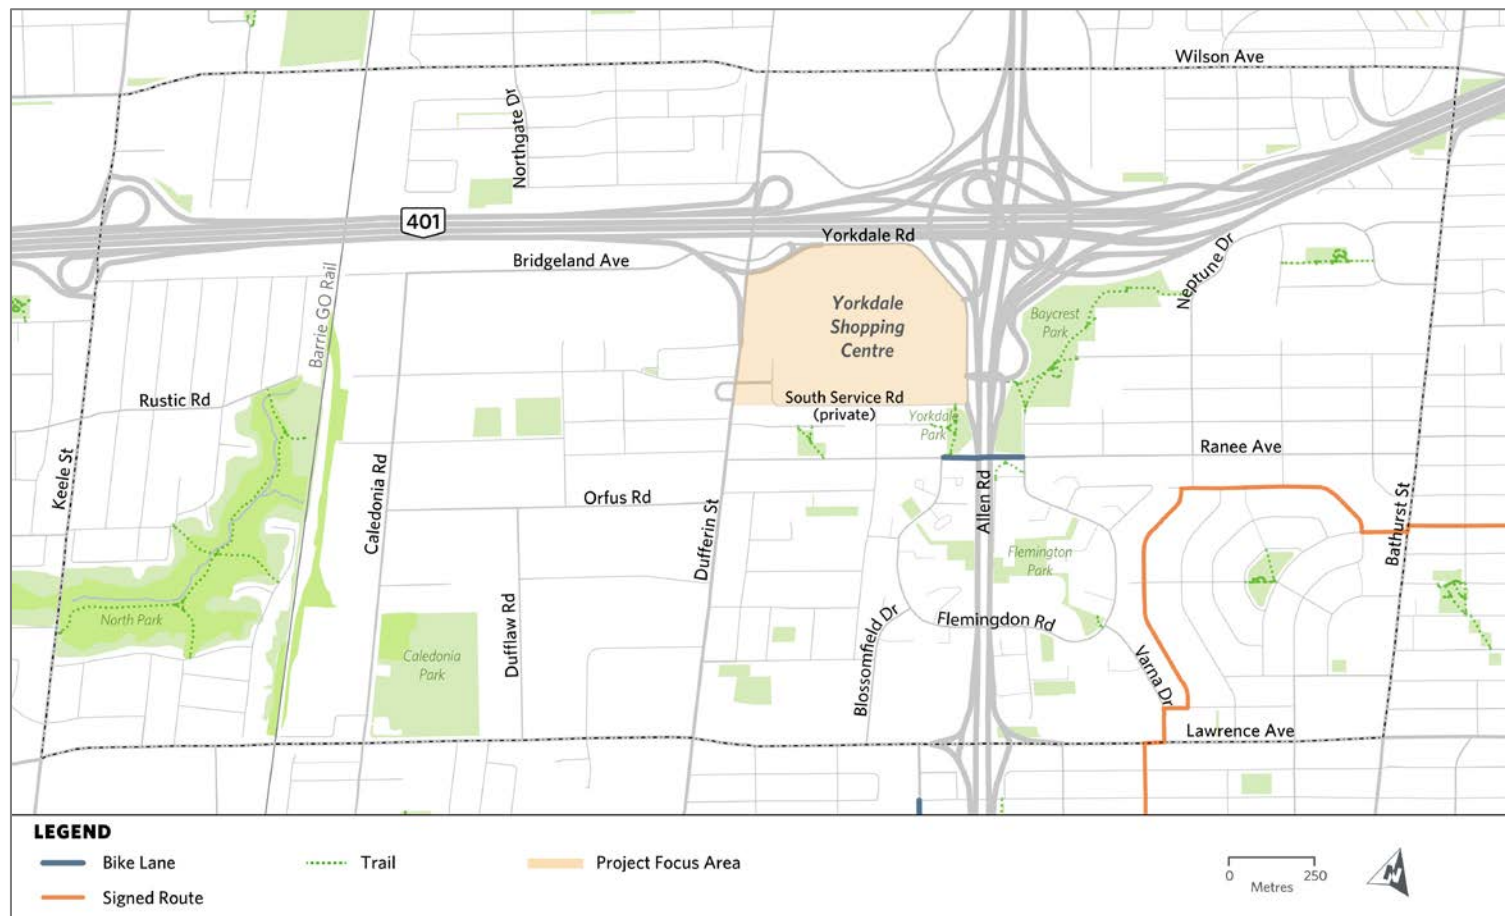 Wilson Ave
Northgate Dr
401
Yorkdale Rd
Bridgeland Ave
Neptune Dr
Barrie GO Rail
Yorkdale
Shopping
Centre
Baycrest
Park
Rustic Rd
South Service Rd
(private)
Yorkdale
Park
Ranee Ave
Keele St
Caledonia Rd
Orfus Rd
Dufferin St
Allen Rd
Bathurst St
Flemington
Park
North Park
Caledonia
Park
Dufflaw Rd
Blossomfield Dr
Flemingdon Rd
Varna Dr
Lawrence Ave
LEGEND
Bike Lane
Trail
Project Focus Area
Signed Route
0 250
Metres
N